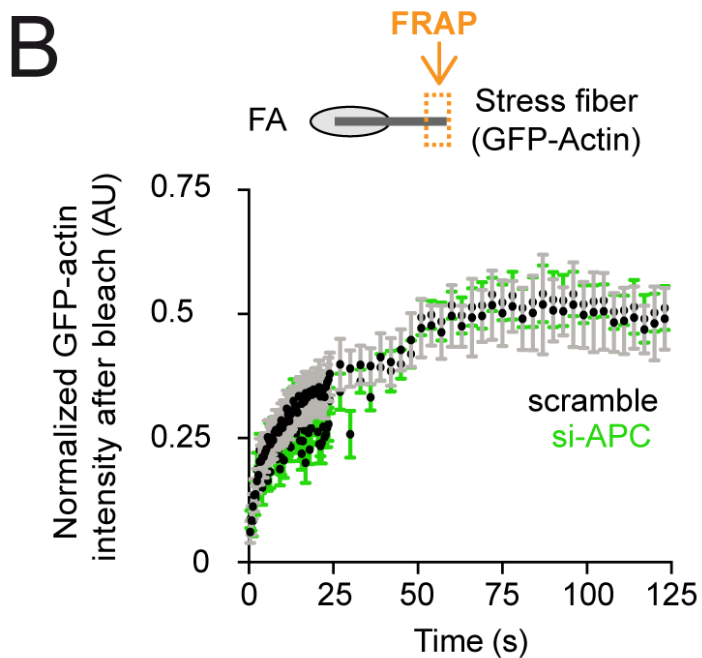 B
FRAP
FA
Stress fiber
(GFP-Actin)
Normalized GFP-actin
intensity after bleach (AU)
0.75
0.5
0.25
0
scramble
si-APC
0 25 50 75 100 125
Time (s)